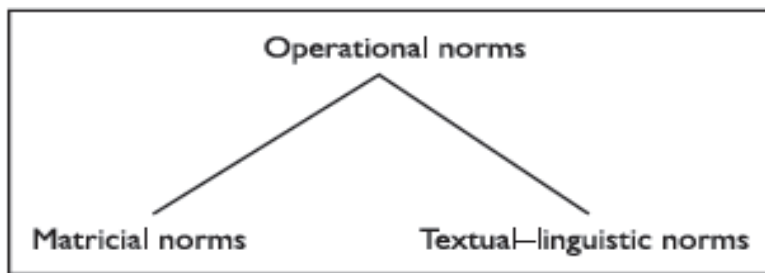 Operational norms
Matricial norms
Textual–linguistic norms